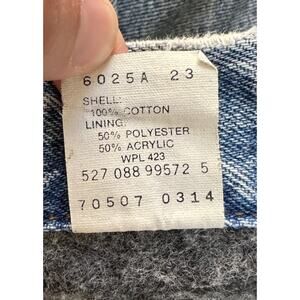 6025A 23
SHELL:
100% COTTON
LINING:
50% POLYESTER
50% ACRYLIC
WPL 423
527 088 99572 5
70507 0314